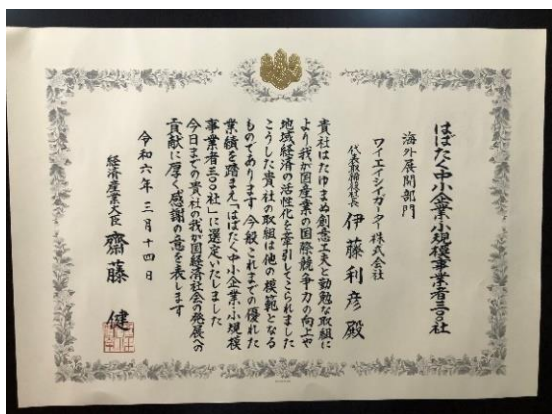 はばたく中小企業・小規模事業者三〇〇社
海外展開部門
ワイエイシイガーター株式会社
代表取締役社長 伊藤利彦 殿
貴社はたゆまぬ創意工夫と勤勉な取組に
より我が国産業の国際競争力の向上や
地域経済の活性化を牽引してこられました
こうした貴社の取組は他の模範となる
ものであります 今般これまでの優れた
業績を踏まえ「はばたく中小企業・小規模
事業者三〇〇社」に選定いたしました
今日までの貴社の我が国経済社会の発展への
貢献に厚く感謝の意を表します
令和六年三月十四日
経済産業大臣 齋藤 健